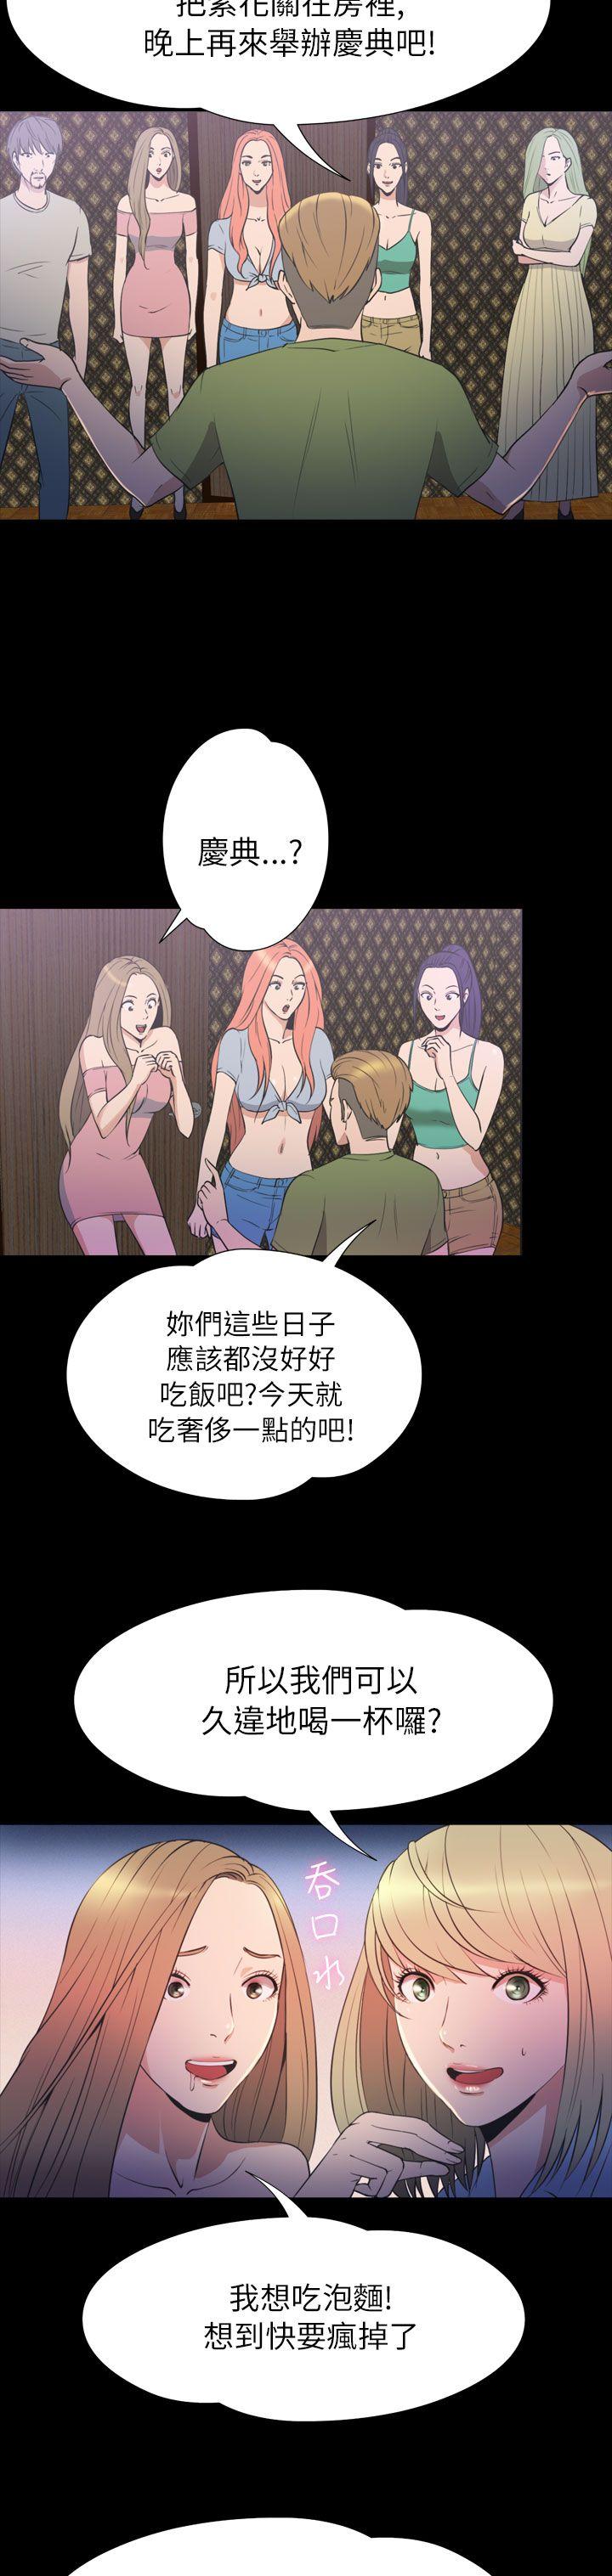 把素花關在房裡,
晚上再來舉辦慶典吧!
慶典...?
妳們這些日子
應該都沒好好
吃飯吧?今天就
吃奢侈一點的吧!
所以我們可以
久違地喝一杯囉?
吞口水
我想吃泡麵!
想到快要瘋掉了